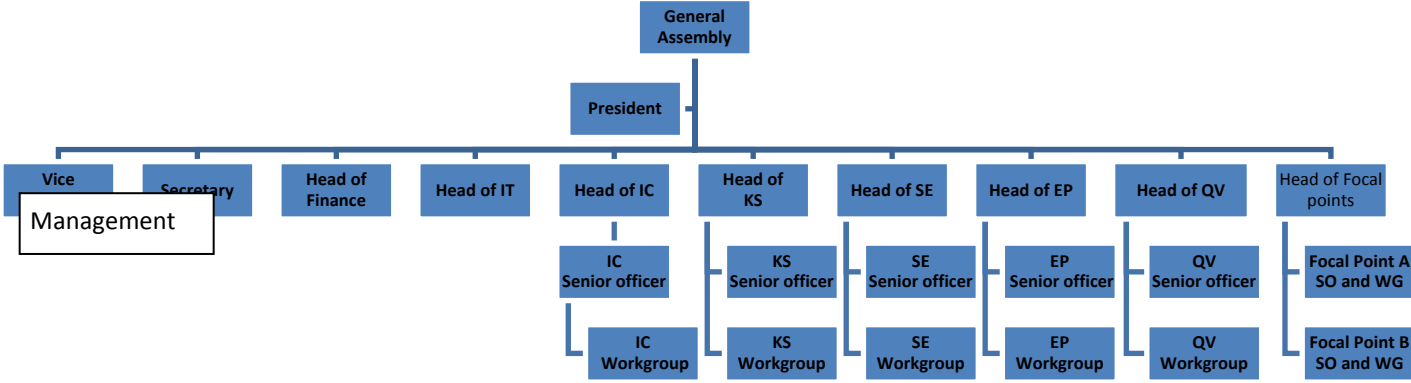 General
Assembly
President
Vice
Secretary
Head of
Finance
Head of IT
Head of IC
Head of
KS
Head of SE
Head of EP
Head of QV
Head of Focal
points
Management
IC
Senior officer
KS
Senior officer
SE
Senior officer
EP
Senior officer
QV
Senior officer
Focal Point A
SO and WG
IC
Workgroup
KS
Workgroup
SE
Workgroup
EP
Workgroup
QV
Workgroup
Focal Point B
SO and WG